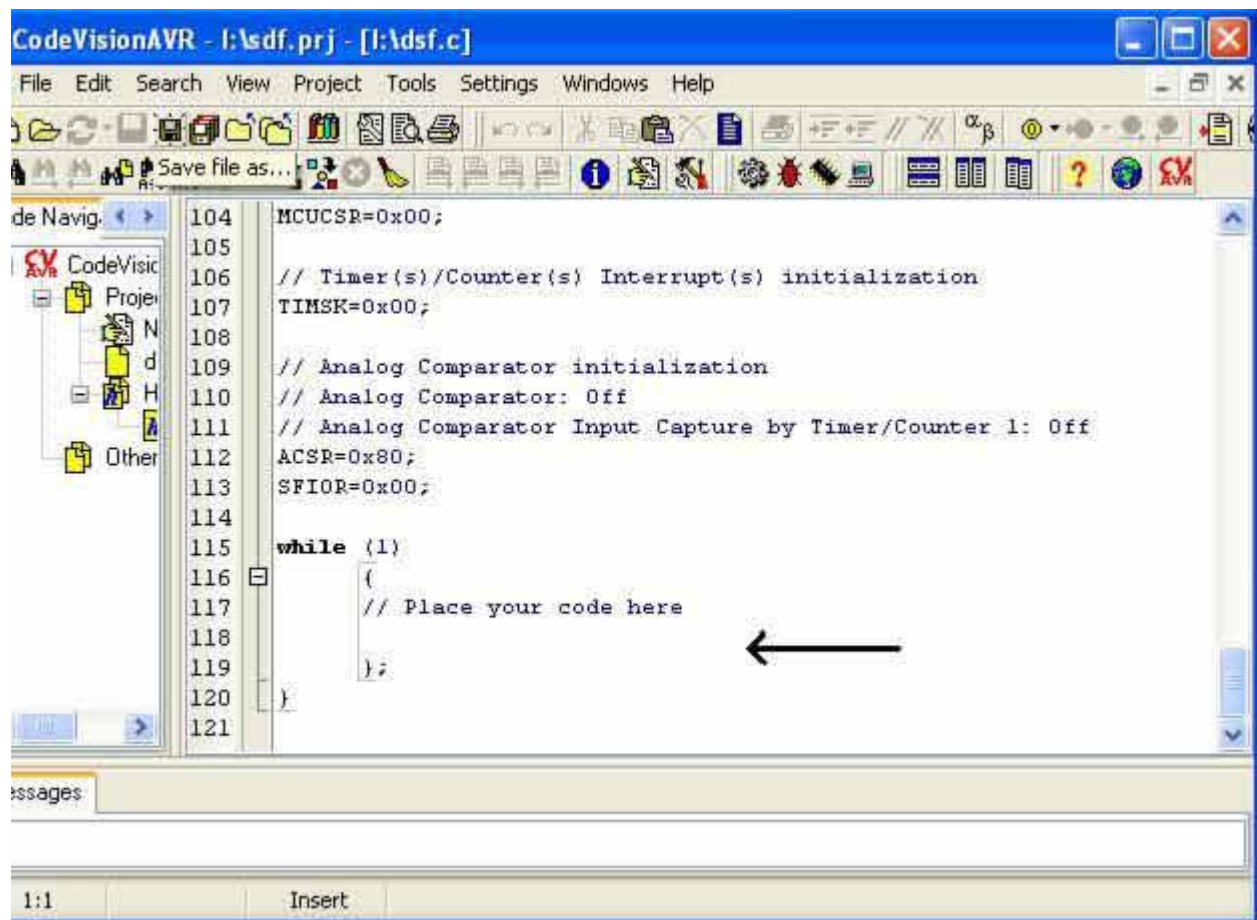 CodeVisionAVR - I:\sdf.prj - [I:\dsf.c]
File Edit Search View Project Tools Settings Windows Help
Save file as...
de Navig.
CodeVisic
Projec
N
d
H
Other
104 MCUCSR=0x00;
105
106 // Timer(s)/Counter(s) Interrupt(s) initialization
107 TIMSK=0x00;
108
109 // Analog Comparator initialization
110 // Analog Comparator: Off
111 // Analog Comparator Input Capture by Timer/Counter 1: Off
112 ACSR=0x80;
113 SFIOR=0x00;
114
115 while (1)
116 {
117 // Place your code here
118
119 };
120 }
121
essages
1:1 Insert